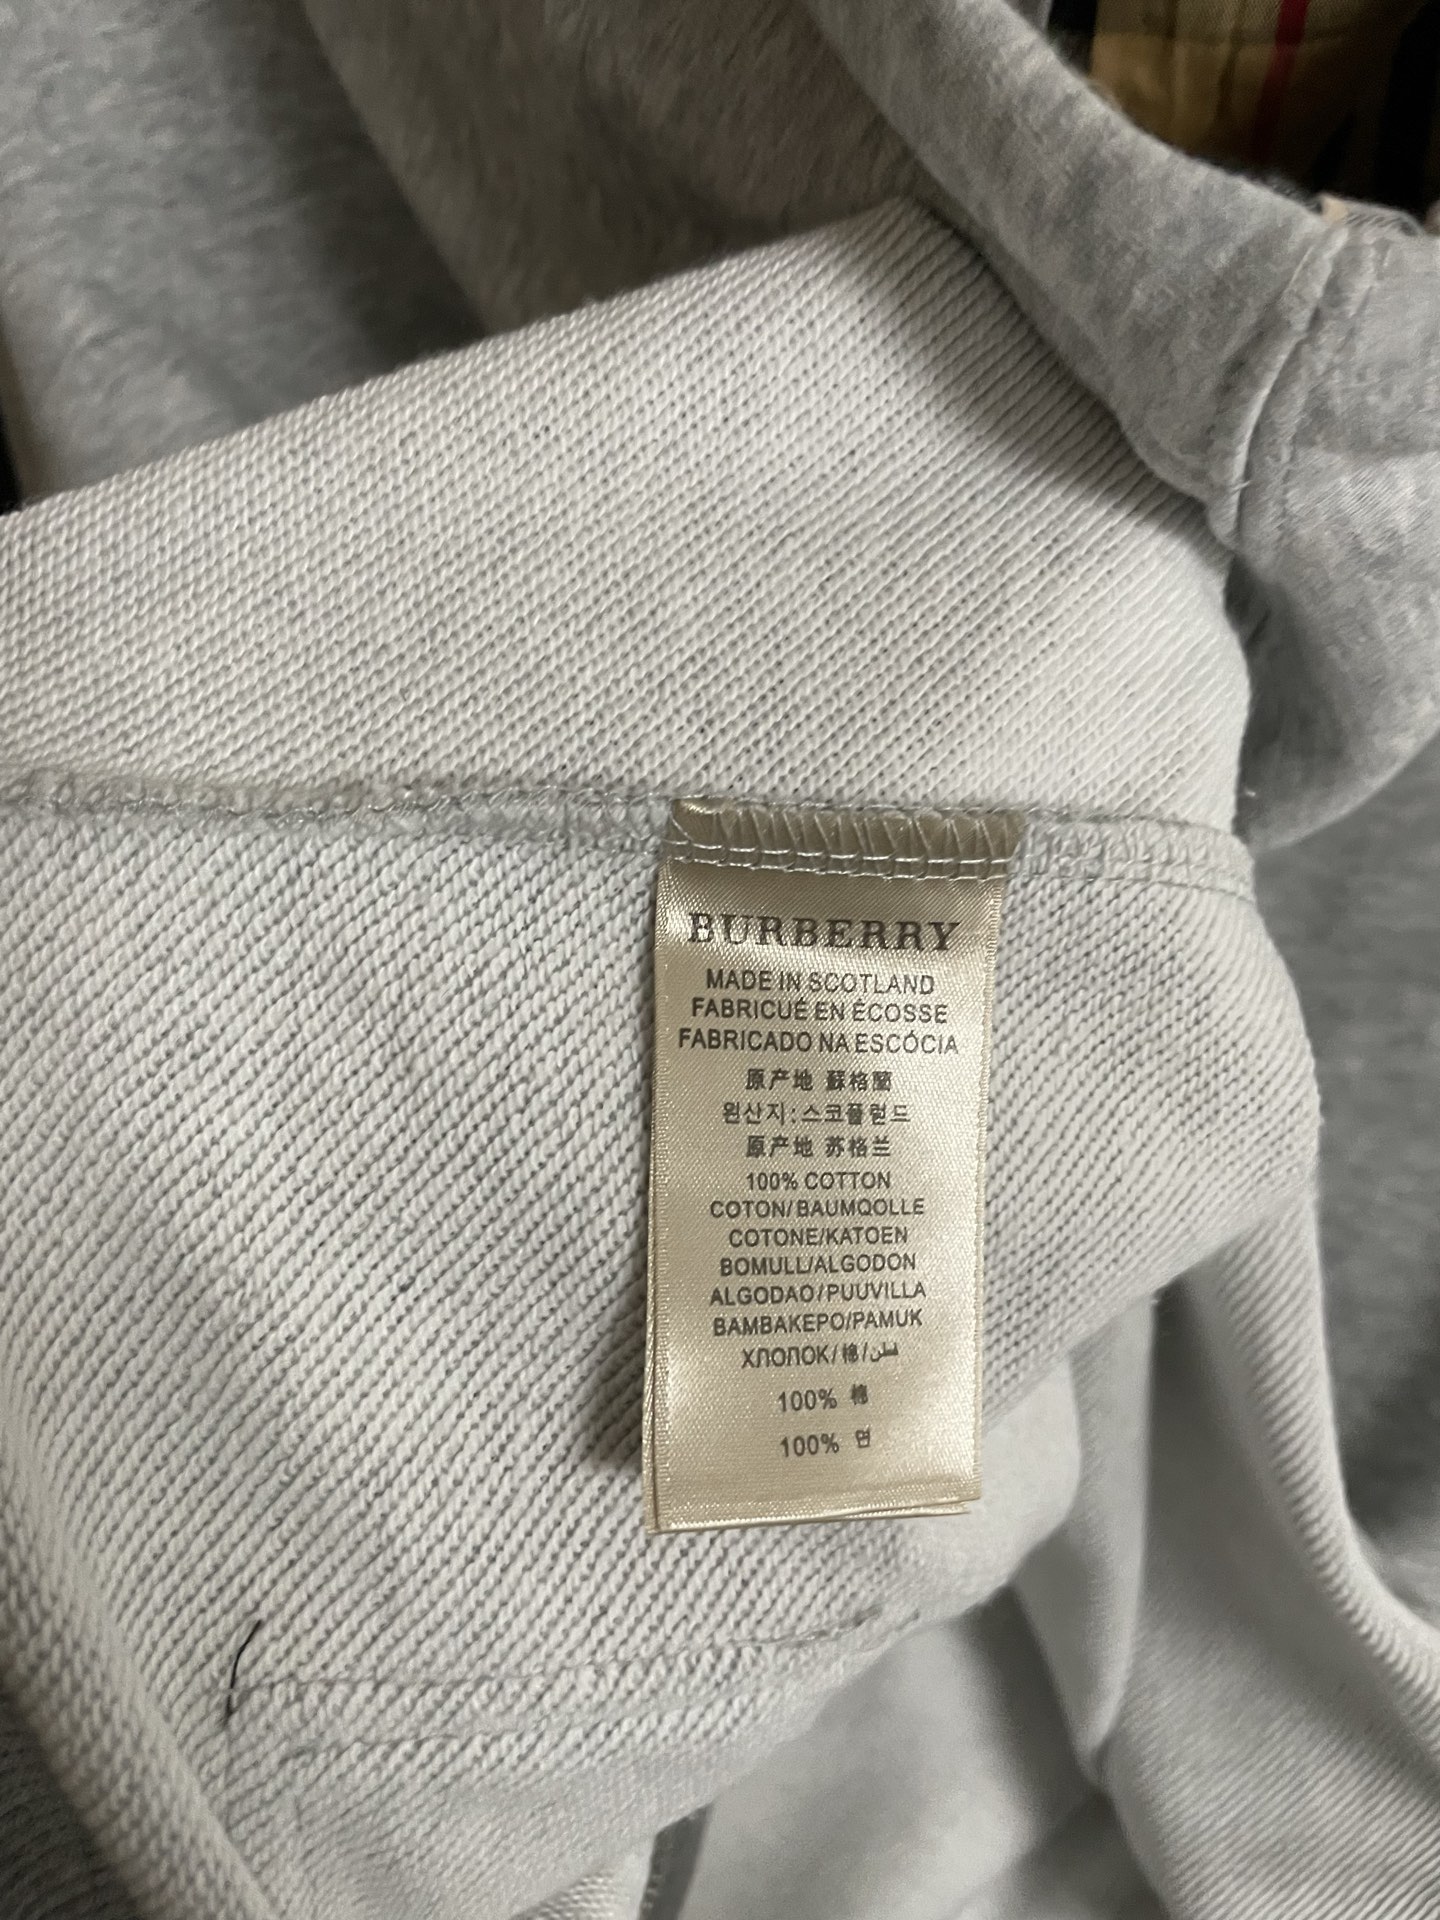 BURBERRY
MADE IN SCOTLAND
FABRICUÉ EN ÉCOSSE
FABRICADO NA ESCÓCIA
原产地 蘇格蘭
원산지:스코플런드
原产地 苏格兰
100% COTTON
COTON/BAUMQOLLE
COTONE/KATOEN
BOMULL/ALGODON
ALGODAO/PUUVILLA
BAMBAKEPO/PAMUK
ХЛОПОК/棉/قطن
100% 棉
100% 면